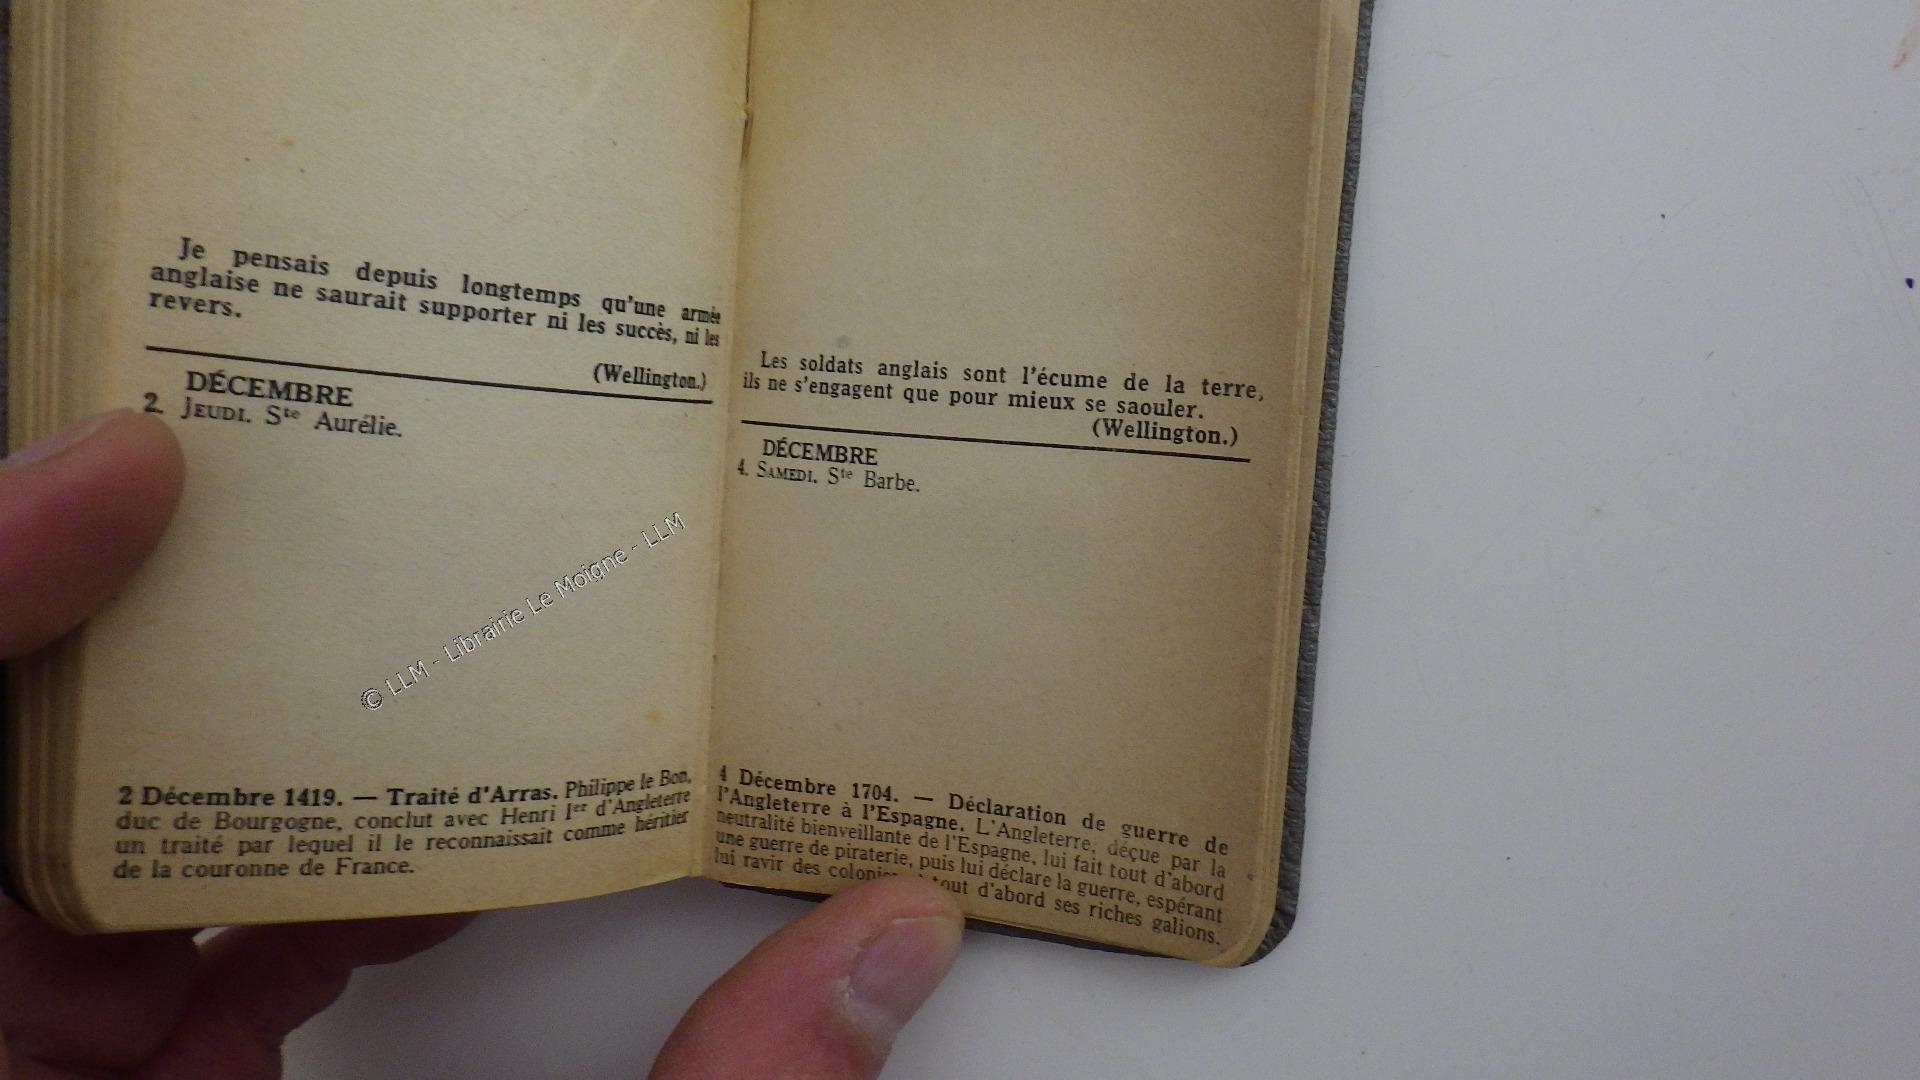 Je pensais depuis longtemps qu'une armée
anglaise ne saurait supporter ni les succès, ni les
revers.
(Wellington.)
DÉCEMBRE
2. JEUDI. Ste Aurélie.
2 Décembre 1419. — Traité d'Arras. Philippe le Bon,
duc de Bourgogne, conclut avec Henri Ier d'Angleterre
un traité par lequel il le reconnaissait comme héritier
de la couronne de France.
Les soldats anglais sont l'écume de la terre,
ils ne s'engagent que pour mieux se saouler.
(Wellington.)
DÉCEMBRE
4. SAMEDI. Ste Barbe.
4 Décembre 1704. — Déclaration de guerre de
l'Angleterre à l'Espagne. L'Angleterre, déçue par la
neutralité bienveillante de l'Espagne, lui fait tout d'abord
une guerre de piraterie, puis lui déclare la guerre, espérant
lui ravir des tout d'abord ses riches galions.
© LLM - Librairie Le Moigne - LLM